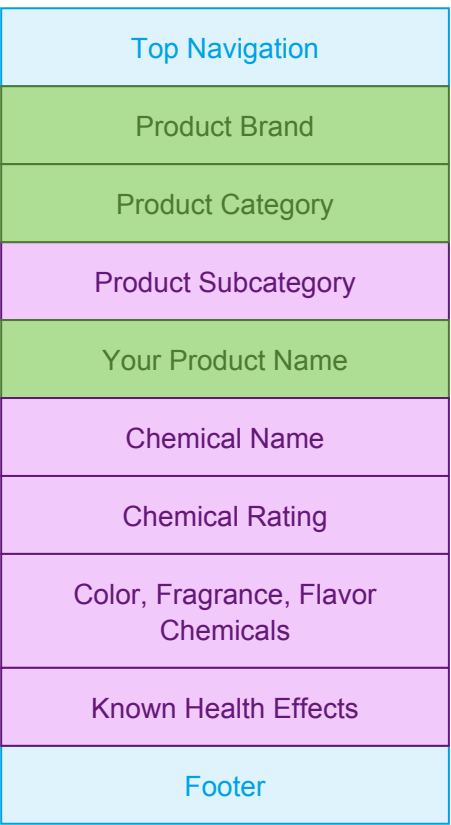 Top Navigation
Product Brand
Product Category
Product Subcategory
Your Product Name
Chemical Name
Chemical Rating
Color, Fragrance, Flavor
Chemicals
Known Health Effects
Footer